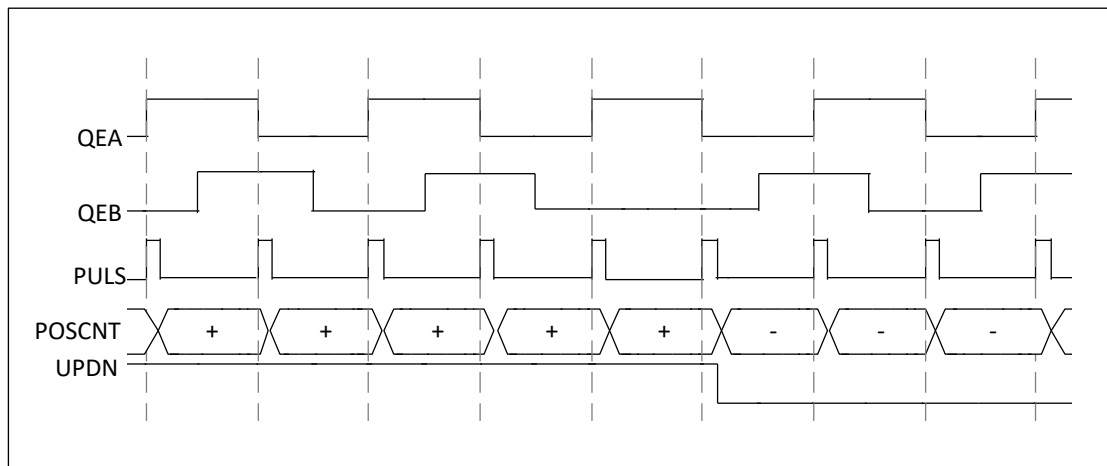 QEA
QEB
PULS
POSCNT + + + + + - - -
UPDN